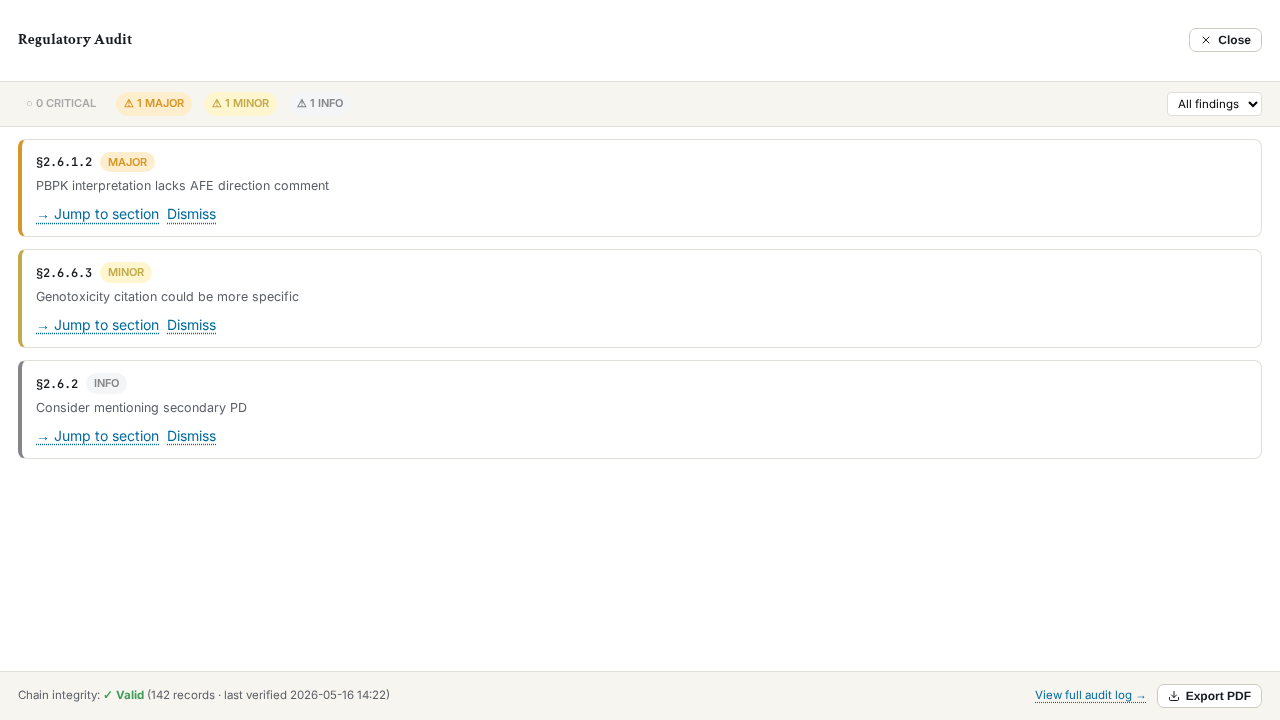 Regulatory Audit
✕ Close
○ 0 CRITICAL ⚠ 1 MAJOR ⚠ 1 MINOR ⚠ 1 INFO
All findings
§2.6.1.2 MAJOR
PBPK interpretation lacks AFE direction comment
→ Jump to section Dismiss
§2.6.6.3 MINOR
Genotoxicity citation could be more specific
→ Jump to section Dismiss
§2.6.2 INFO
Consider mentioning secondary PD
→ Jump to section Dismiss
Chain integrity: ✓ Valid (142 records · last verified 2026-05-16 14:22)
View full audit log →
Export PDF